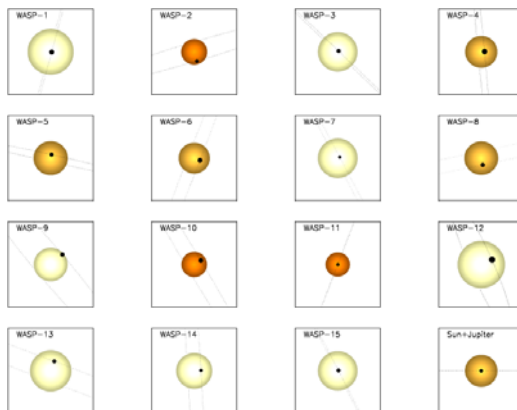 WASP-1
WASP-2
WASP-3
WASP-4
WASP-5
WASP-6
WASP-7
WASP-8
WASP-9
WASP-10
WASP-11
WASP-12
WASP-13
WASP-14
WASP-15
Sun+Jupiter